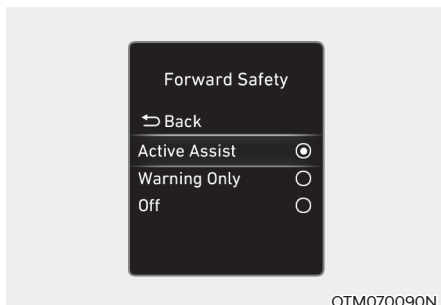 Forward Safety
Back
Active Assist
Warning Only
Off
OTM070090N